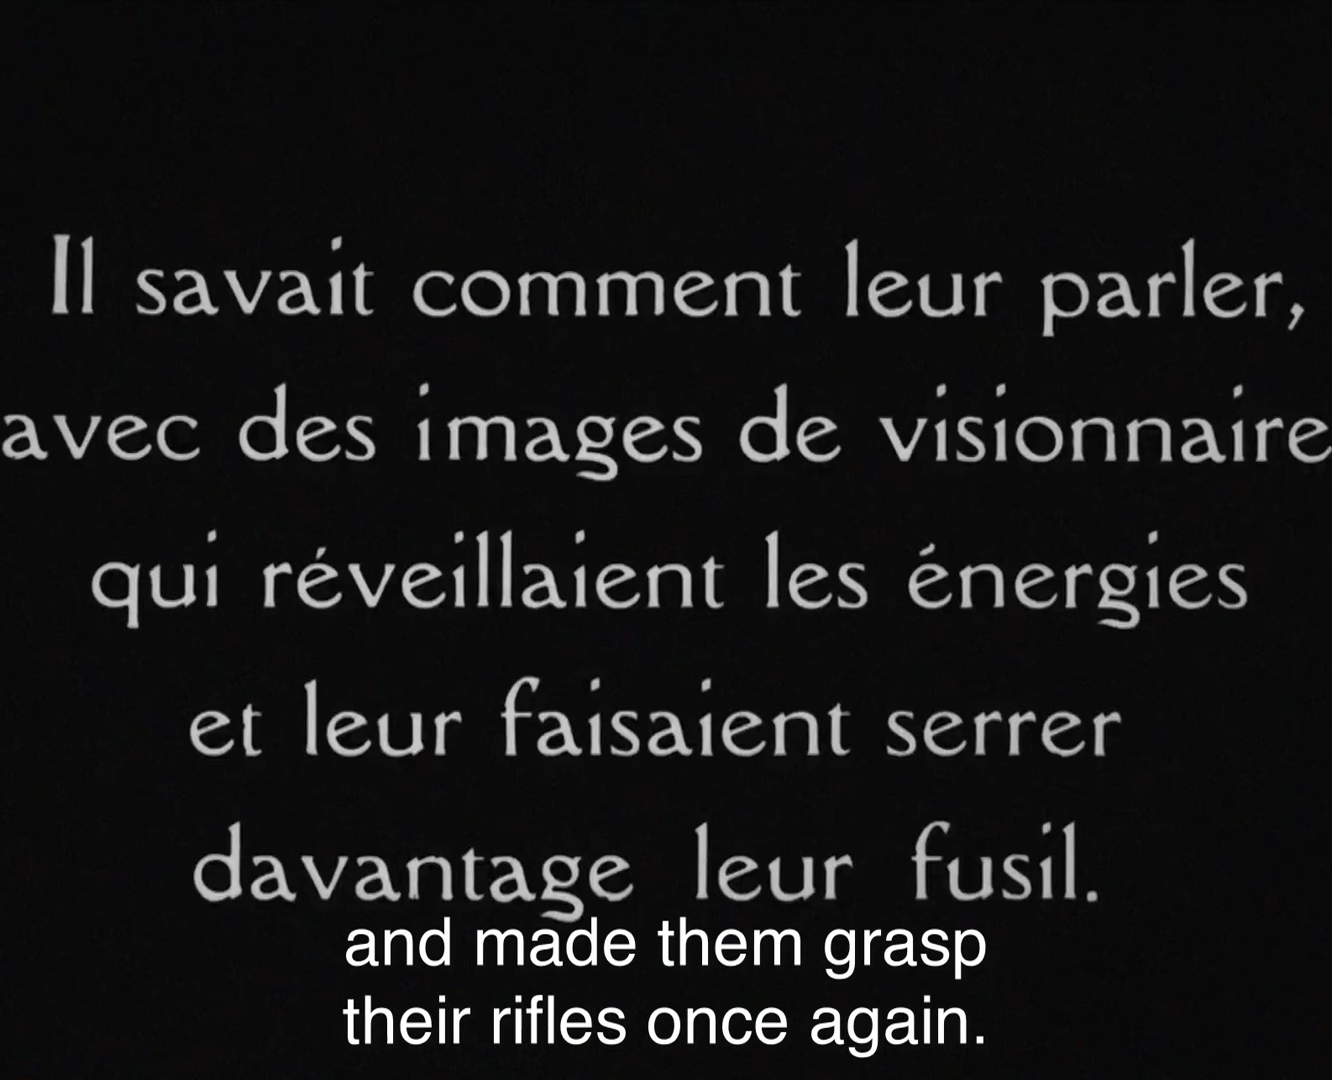 Il savait comment leur parler,
avec des images de visionnaire
qui réveillaient les énergies
et leur faisaient serrer
davantage leur fusil.
and made them grasp
their rifles once again.